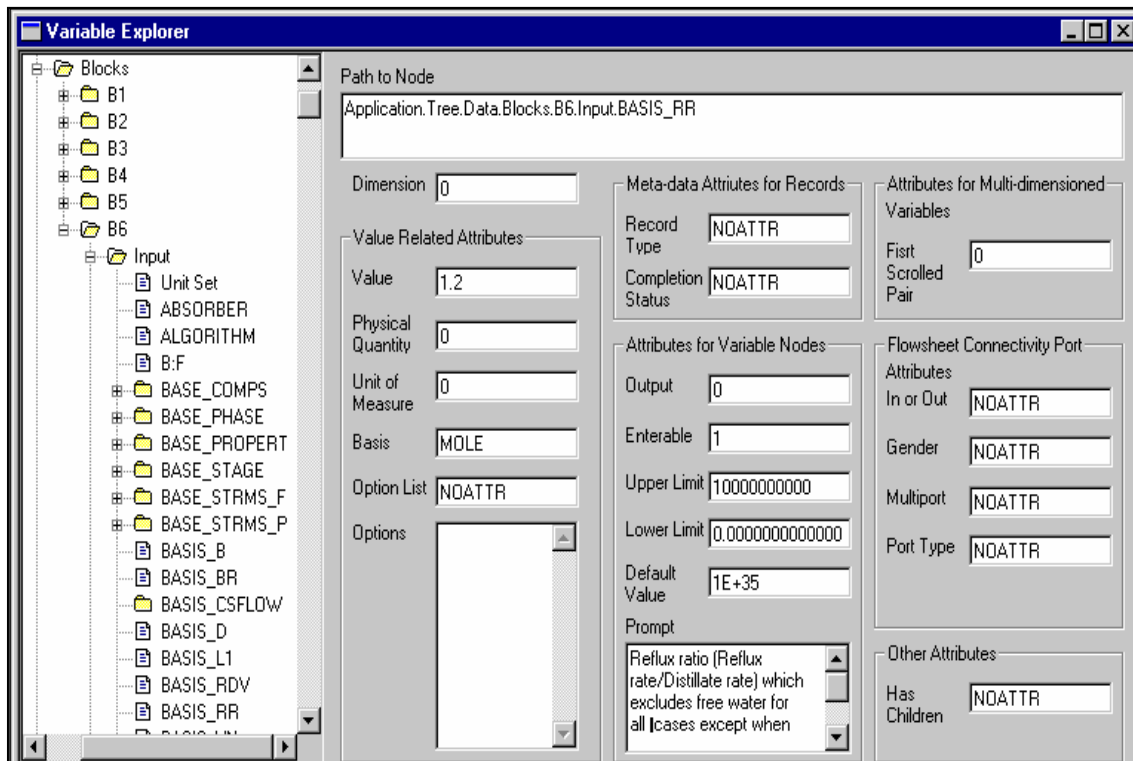 Variable Explorer
Blocks
B1
B2
B3
B4
B5
B6
Input
Unit Set
ABSORBER
ALGORITHM
B:F
BASE_COMPS
BASE_PHASE
BASE_PROPERT
BASE_STAGE
BASE_STRMS_F
BASE_STRMS_P
BASIS_B
BASIS_BR
BASIS_CSFLOW
BASIS_D
BASIS_L1
BASIS_RDV
BASIS_RR
Path to Node
Application.Tree.Data.Blocks.B6.Input.BASIS_RR
Dimension 0
Value Related Attributes
Value 1.2
Physical
Quantity 0
Unit of
Measure 0
Basis MOLE
Option List NOATTR
Options
Meta-data Attriutes for Records
Record
Type NOATTR
Completion
Status NOATTR
Attributes for Variable Nodes
Output 0
Enterable 1
Upper Limit 10000000000
Lower Limit 0.0000000000000
Default
Value 1E+35
Prompt
Reflux ratio (Reflux
rate/Distillate rate) which
excludes free water for
all lcases except when
Attributes for Multi-dimensioned
Variables
Fisrt
Scrolled
Pair 0
Flowsheet Connectivity Port
Attributes
In or Out NOATTR
Gender NOATTR
Multiport NOATTR
Port Type NOATTR
Other Attributes
Has
Children NOATTR